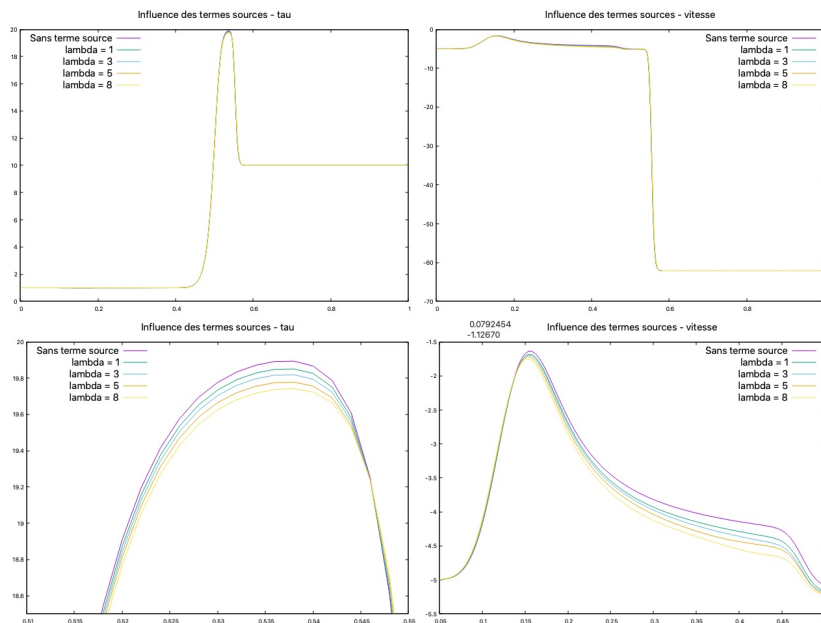 Influence des termes sources - tau
20
18
16
14
12
10
8
6
4
2
0
0
0.2
0.4
0.6
0.8
1
Sans terme source
lambda = 1
lambda = 3
lambda = 5
lambda = 8
Influence des termes sources - vitesse
0
-10
-20
-30
-40
-50
-60
-70
0
0.2
0.4
0.6
0.8
Sans terme source
lambda = 1
lambda = 3
lambda = 5
lambda = 8
Influence des termes sources - tau
20
19.8
19.6
19.4
19.2
19
18.8
18.6
0.51
0.515
0.52
0.525
0.53
0.535
0.54
0.545
0.55
Sans terme source
lambda = 1
lambda = 3
lambda = 5
lambda = 8
0.0792454
-1.12670
Influence des termes sources - vitesse
-1.5
-2
-2.5
-3
-3.5
-4
-4.5
-5
-5.5
0.05
0.1
0.15
0.2
0.25
0.3
0.35
0.4
0.45
Sans terme source
lambda = 1
lambda = 3
lambda = 5
lambda = 8